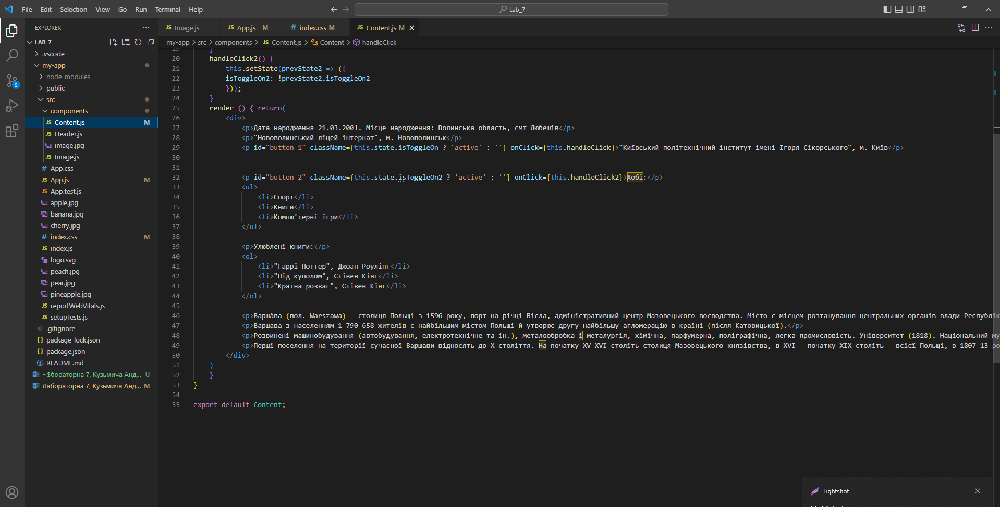 File Edit Selection View Go Run Terminal Help
Lab_7
EXPLORER
LAB_7
.vscode
my-app
node_modules
public
src
components
JS Content.js M
JS Header.js
image.jpg
JS Image.js
# App.css
JS App.js M
JS App.test.js
apple.jpg
banana.jpg
cherry.jpg
# index.css M
JS index.js
logo.svg
peach.jpg
pear.jpg
pineapple.jpg
JS reportWebVitals.js
JS setupTests.js
.gitignore
{} package-lock.json
{} package.json
README.md
~$бораторна 7, Кузьмича Анд... U
Лабораторна 7, Кузьмича Анд... M
5
JS Image.js JS App.js M # index.css M JS Content.js M
my-app > src > components > JS Content.js > Content > handleClick
19 }
20 handleClick2() {
21 this.setState(prevState2 => ({
22 isToggleOn2: !prevState2.isToggleOn2
23 }));
24 }
25 render () { return(
26 <div>
27 <p>Дата народження 21.03.2001. Місце народження: Волинська область, смт Любешів</p>
28 <p>"Нововолинський ліцей-інтернат", м. Нововолинськ</p>
29 <p id="button_1" className={this.state.isToggleOn ? 'active' : ''} onClick={this.handleClick}>"Київський політехнічний інститут імені Ігоря Сікорського", м. Київ</p>
30
31
32 <p id="button_2" className={this.state.isToggleOn2 ? 'active' : ''} onClick={this.handleClick2}>Хобі:</p>
33 <ul>
34 <li>Спорт</li>
35 <li>Книги</li>
36 <li>Компю'терні ігри</li>
37 </ul>
38
39 <p>Улюблені книги:</p>
40 <ol>
41 <li>"Гаррі Поттер", Джоан Роулінг</li>
42 <li>"Під куполом", Стівен Кінг</li>
43 <li>"Країна розваг", Стівен Кінг</li>
44 </ol>
45
46 <p>Варша́ва (пол. Warszawa) — столиця Польщі з 1596 року, порт на річці Вісла, адміністративний центр Мазовецького воєводства. Місто є місцем розташування центральних органів влади Республік
47 <p>Варшава з населенням 1 790 658 жителів є найбільшим містом Польщі й утворює другу найбільшу агломерацію в країні (після Катовицької).</p>
48 <p>Розвинені машинобудування (автобудування, електротехнічне та ін.), металообробка і металургія, хімічна, парфумерна, поліграфічна, легка промисловість. Університет (1818). Національний му
49 <p>Перші поселення на території сучасної Варшави відносять до X століття. На початку XV—XVI століть столиця Мазовецького князівства, в XVI — початку XIX століть — всієї Польщі, в 1807—13 ро
50 </div>
51 )
52 }
53 }
54
55 export default Content;
Lightshot